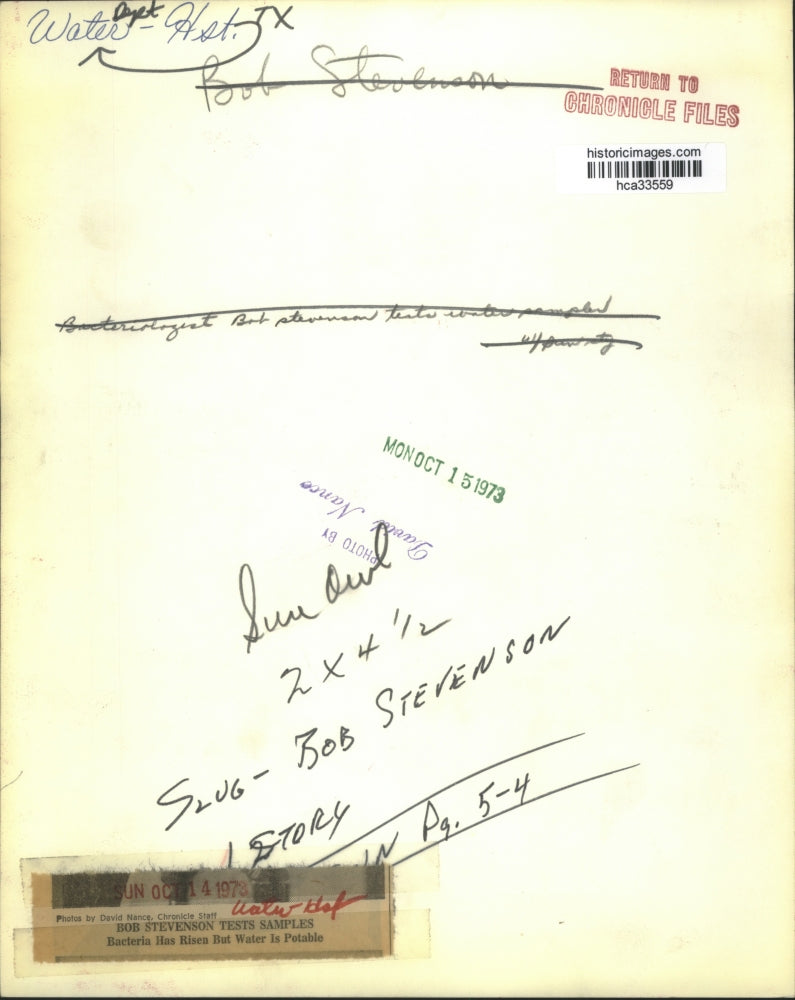 Water Dept - Hst. TX
Bob Stevenson
RETURN TO
CHRONICLE FILES
historicimages.com
hca33559
Bacteriologist Bob Stevenson tests water samples
MON OCT 15 1973
PHOTO BY
David Nance
Sun Owl
2 X 4 1/2
SLUG - BOB STEVENSON
1 STORY
IN Pg. 5-4
SUN OCT 14 1973
Water Hst
Photos by David Nance, Chronicle Staff
BOB STEVENSON TESTS SAMPLES
Bacteria Has Risen But Water Is Potable